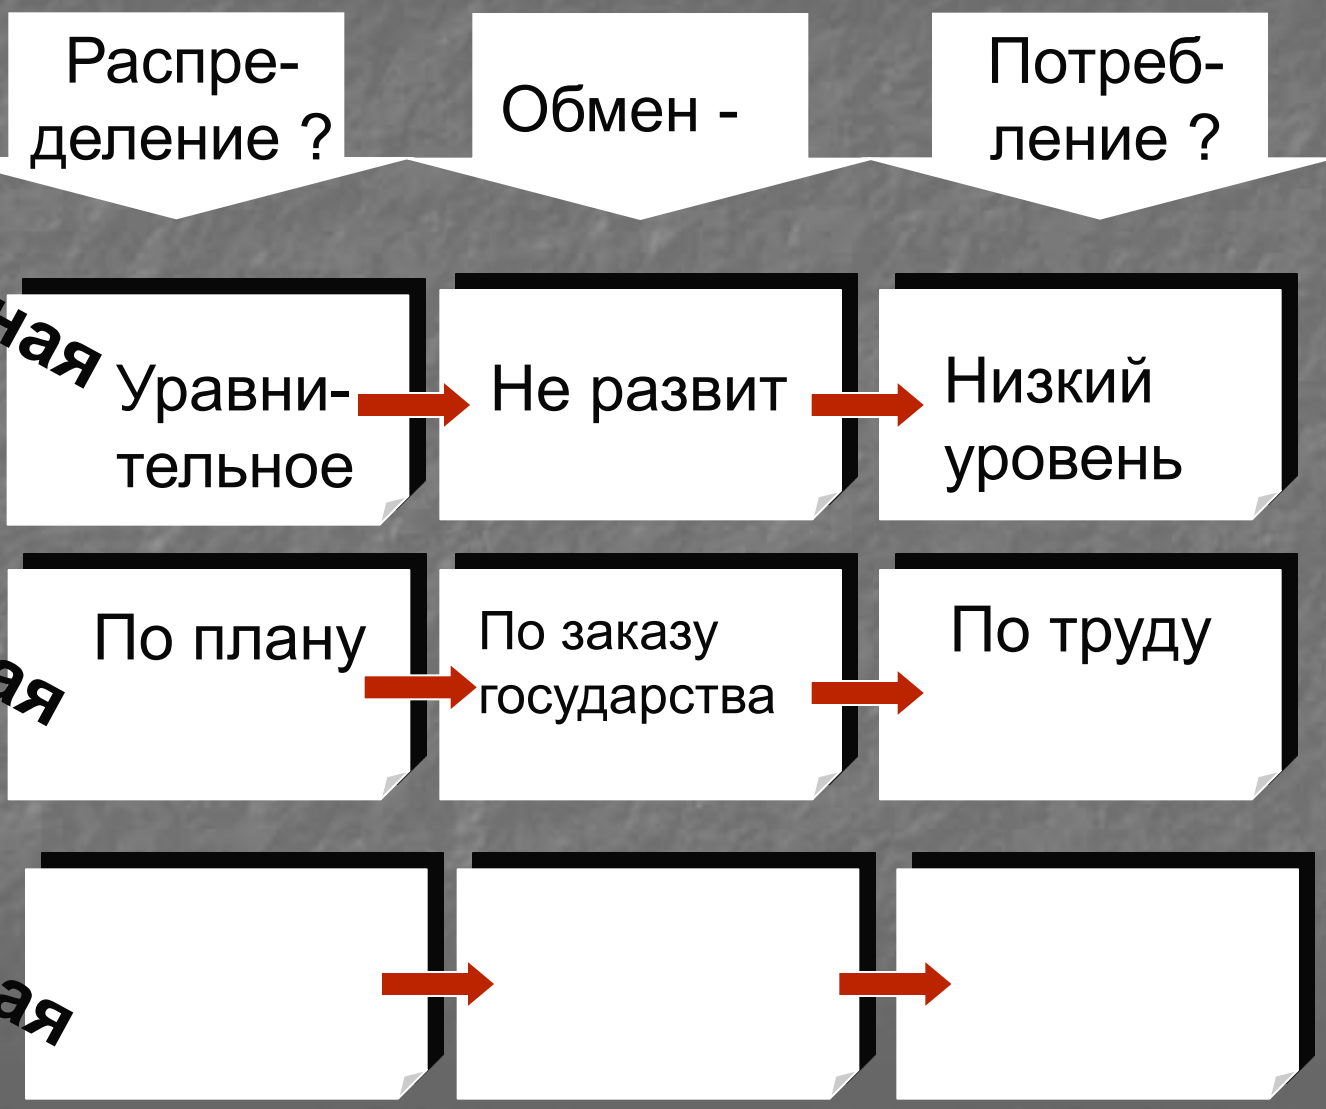 Распре-
деление ?
Обмен -
Потреб-
ление ?
ная
Уравни-
тельное
Не развит
Низкий
уровень
ая
По плану
По заказу
государства
По труду
ая